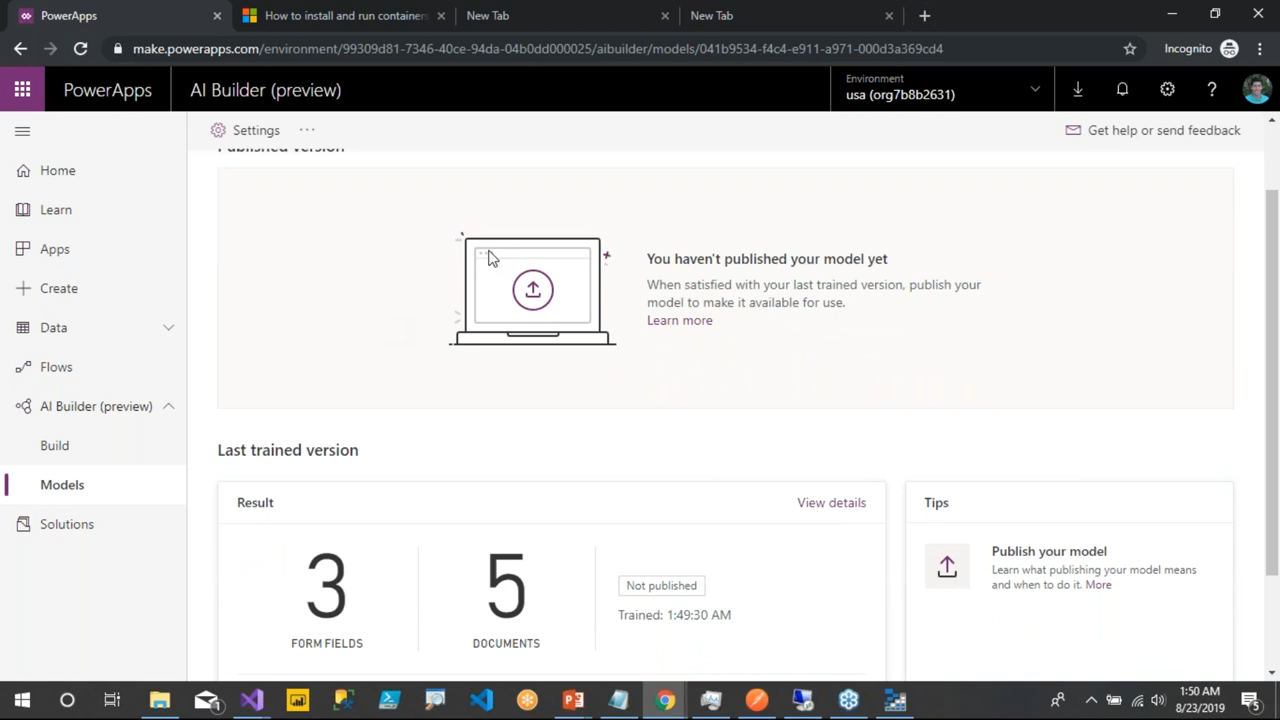 PowerApps
How to install and run containers
New Tab
New Tab
make.powerapps.com/environment/99309d81-7346-40ce-94da-04b0dd000025/aibuilder/models/041b9534-f4c4-e911-a971-000d3a369cd4
Incognito
PowerApps
AI Builder (preview)
Environment
usa (org7b8b2631)
Settings
Get help or send feedback
Home
Learn
Apps
Create
Data
Flows
AI Builder (preview)
Build
Models
Solutions
Published version
You haven't published your model yet
When satisfied with your last trained version, publish your
model to make it available for use.
Learn more
Last trained version
Result
View details
3
FORM FIELDS
5
DOCUMENTS
Not published
Trained: 1:49:30 AM
Tips
Publish your model
Learn what publishing your model means
and when to do it. More
1
1:50 AM
8/23/2019
5